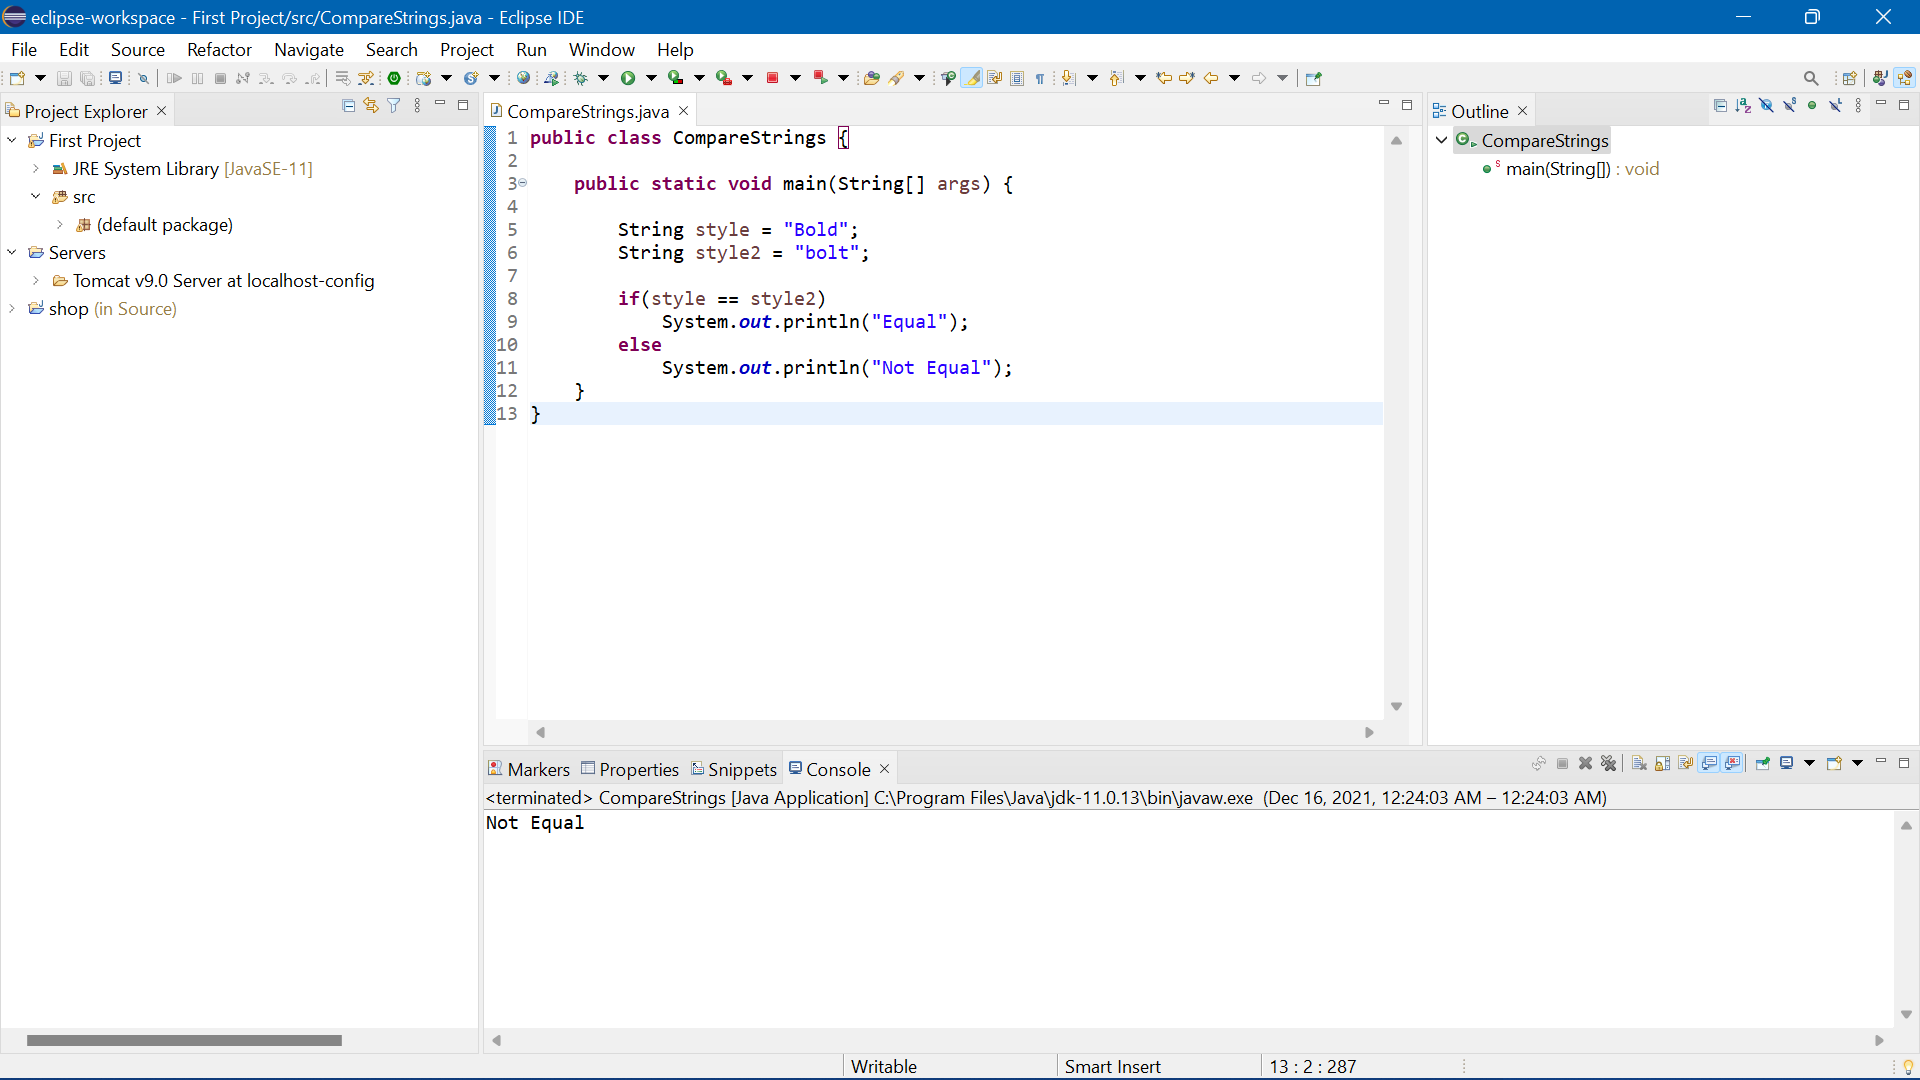 eclipse-workspace - First Project/src/CompareStrings.java - Eclipse IDE
File Edit Source Refactor Navigate Search Project Run Window Help
Project Explorer
First Project
JRE System Library [JavaSE-11]
src
(default package)
Servers
Tomcat v9.0 Server at localhost-config
shop (in Source)
CompareStrings.java
1 public class CompareStrings {
2
3 public static void main(String[] args) {
4
5 String style = "Bold";
6 String style2 = "bolt";
7
8 if(style == style2)
9 System.out.println("Equal");
10 else
11 System.out.println("Not Equal");
12 }
13 }
Outline
CompareStrings
main(String[]) : void
Markers Properties Snippets Console
<terminated> CompareStrings [Java Application] C:\Program Files\Java\jdk-11.0.13\bin\javaw.exe (Dec 16, 2021, 12:24:03 AM – 12:24:03 AM)
Not Equal
Writable Smart Insert 13 : 2 : 287